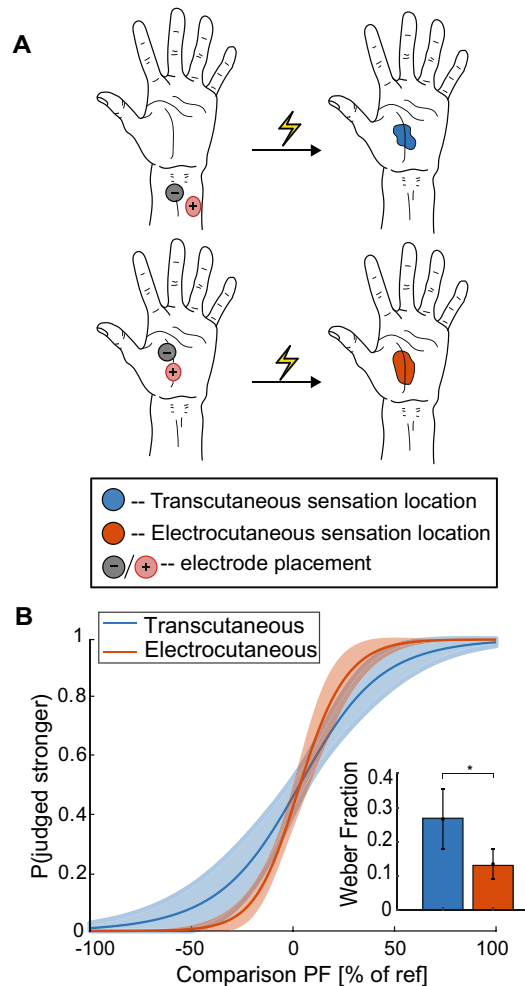 A
−
+
−
+
-- Transcutaneous sensation location
-- Electrocutaneous sensation location
−/+ -- electrode placement
B
Transcutaneous
Electrocutaneous
P(judged stronger)
1
0.8
0.6
0.4
0.2
0
-100
-50
0
50
100
Comparison PF [% of ref]
Weber Fraction
0.4
0.3
0.2
0.1
0
*